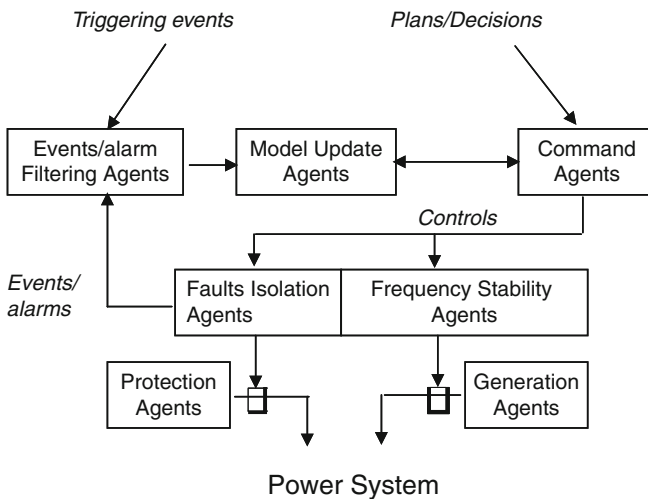 Triggering events
Plans/Decisions
Events/alarm
Filtering Agents
Model Update
Agents
Command
Agents
Controls
Events/
alarms
Faults Isolation
Agents
Frequency Stability
Agents
Protection
Agents
Generation
Agents
Power System